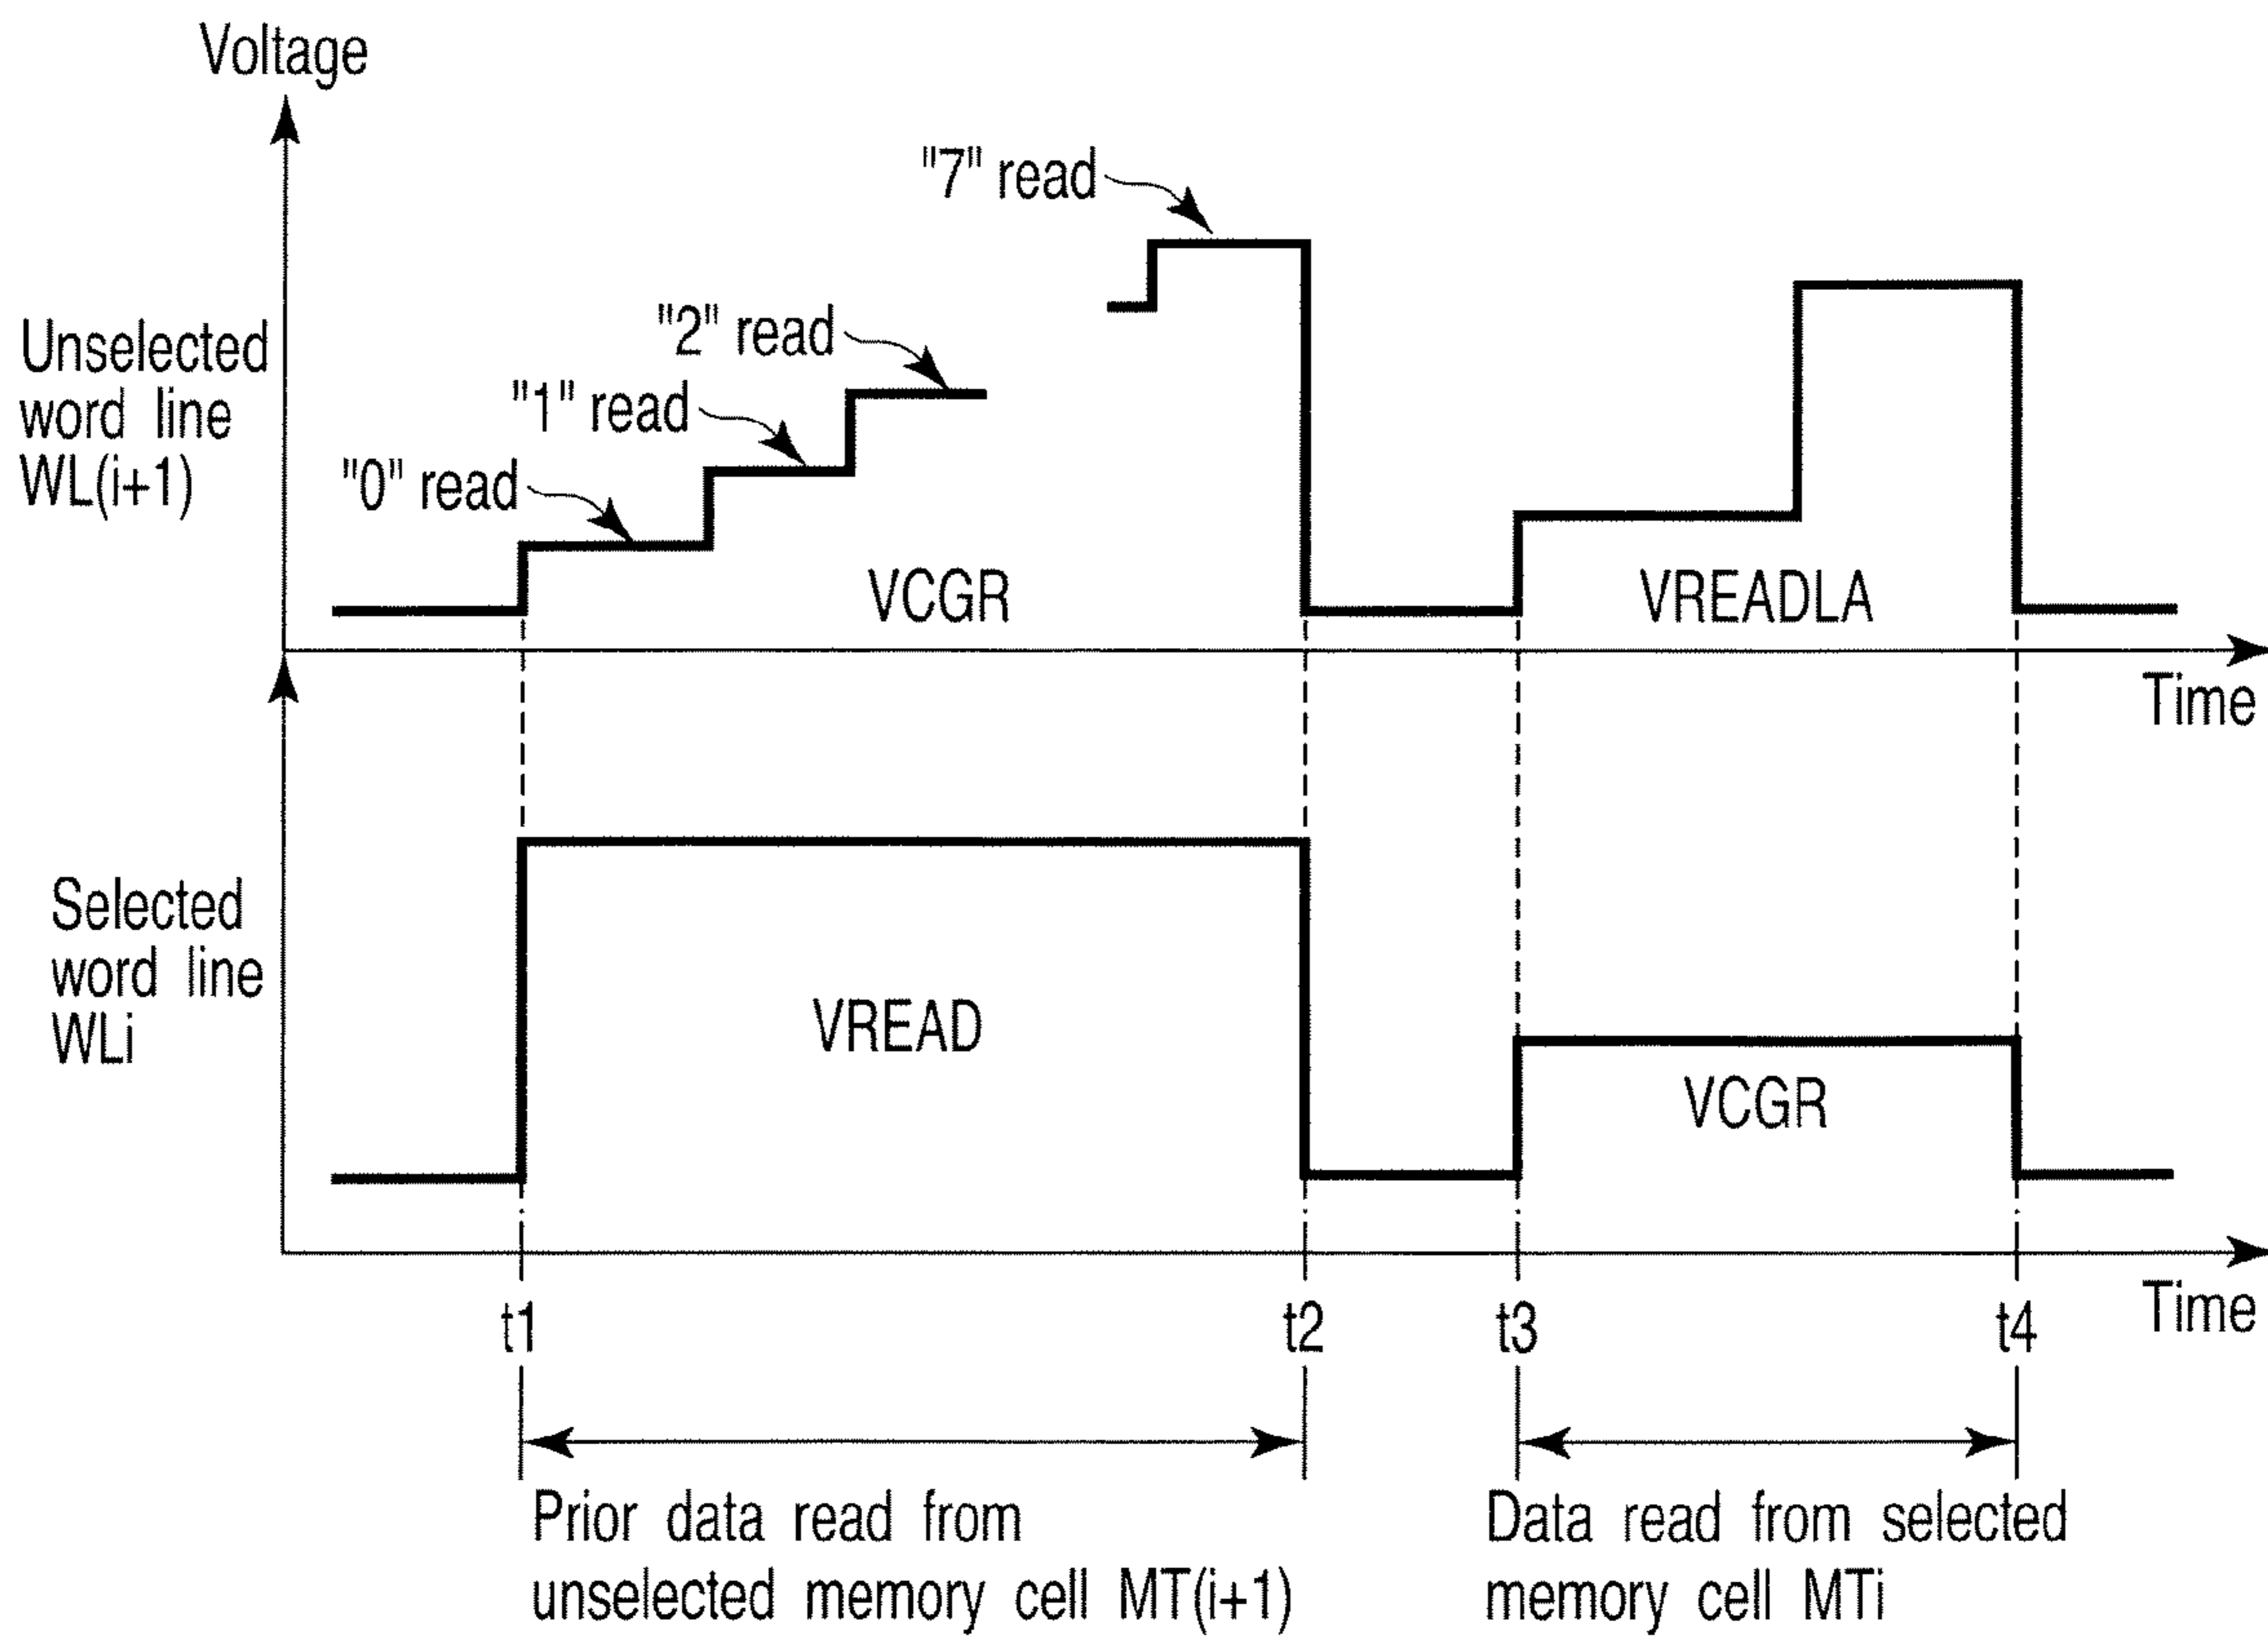 Voltage
"7" read
"2" read
"1" read
"0" read
Unselected
word line
WL(i+1)
VCGR
VREADLA
Time
Selected
word line
WLi
VREAD
VCGR
Time
t1
t2
t3
t4
Prior data read from
unselected memory cell MT(i+1)
Data read from selected
memory cell MTi